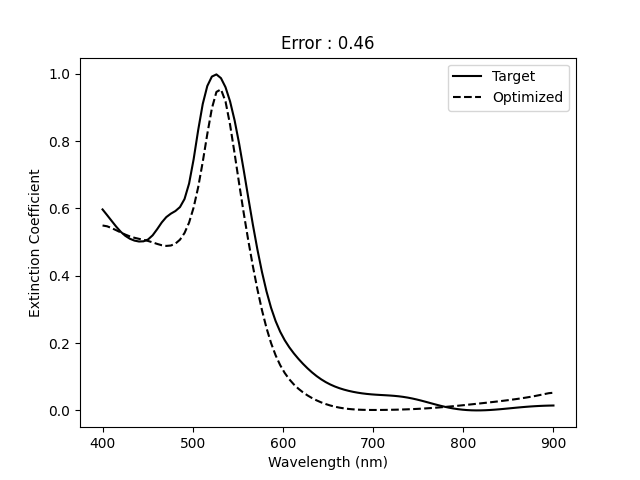 Error : 0.46
Target
Optimized
Extinction Coefficient
1.0
0.8
0.6
0.4
0.2
0.0
400 500 600 700 800 900
Wavelength (nm)